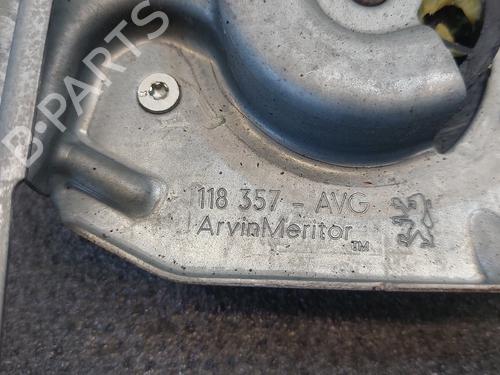 B-PARTS
118 357 - AVG
ArvinMeritor
TM